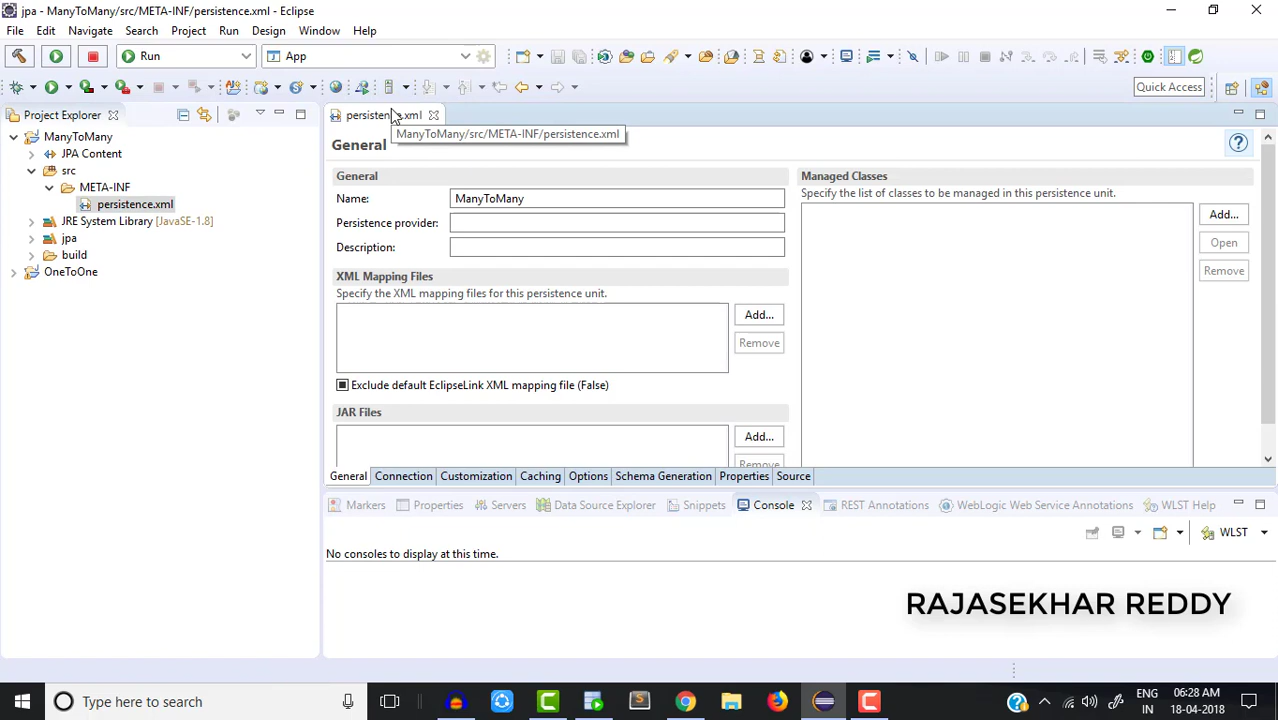 jpa - ManyToMany/src/META-INF/persistence.xml - Eclipse
File Edit Navigate Search Project Run Design Window Help
Run App
Quick Access
Project Explorer
ManyToMany
JPA Content
src
META-INF
persistence.xml
JRE System Library [JavaSE-1.8]
jpa
build
OneToOne
ManyToMany/src/META-INF/persistence.xml
General
General
Name: ManyToMany
Persistence provider:
Description:
XML Mapping Files
Specify the XML mapping files for this persistence unit.
Add...
Remove
Exclude default EclipseLink XML mapping file (False)
JAR Files
Add...
Remove
Managed Classes
Specify the list of classes to be managed in this persistence unit.
Add...
Open
Remove
General Connection Customization Caching Options Schema Generation Properties Source
Markers Properties Servers Data Source Explorer Snippets Console REST Annotations WebLogic Web Service Annotations WLST Help
WLST
No consoles to display at this time.
RAJASEKHAR REDDY
Type here to search
ENG
IN
06:28 AM
18-04-2018